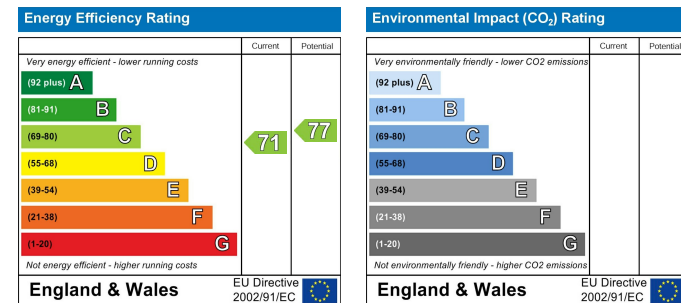 Energy Efficiency Rating
Current Potential
Very energy efficient - lower running costs
(92 plus) A
(81-91) B
(69-80) C
(55-68) D
(39-54) E
(21-38) F
(1-20) G
71
77
Not energy efficient - higher running costs
England & Wales
EU Directive
2002/91/EC
Environmental Impact (CO₂) Rating
Current Potential
Very environmentally friendly - lower CO2 emissions
(92 plus) A
(81-91) B
(69-80) C
(55-68) D
(39-54) E
(21-38) F
(1-20) G
Not environmentally friendly - higher CO2 emissions
England & Wales
EU Directive
2002/91/EC